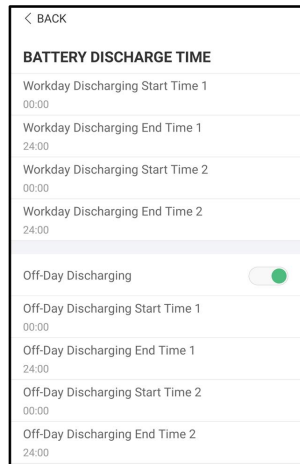 < BACK
BATTERY DISCHARGE TIME
Workday Discharging Start Time 1
00:00
Workday Discharging End Time 1
24:00
Workday Discharging Start Time 2
00:00
Workday Discharging End Time 2
24:00
Off-Day Discharging
Off-Day Discharging Start Time 1
00:00
Off-Day Discharging End Time 1
24:00
Off-Day Discharging Start Time 2
00:00
Off-Day Discharging End Time 2
24:00